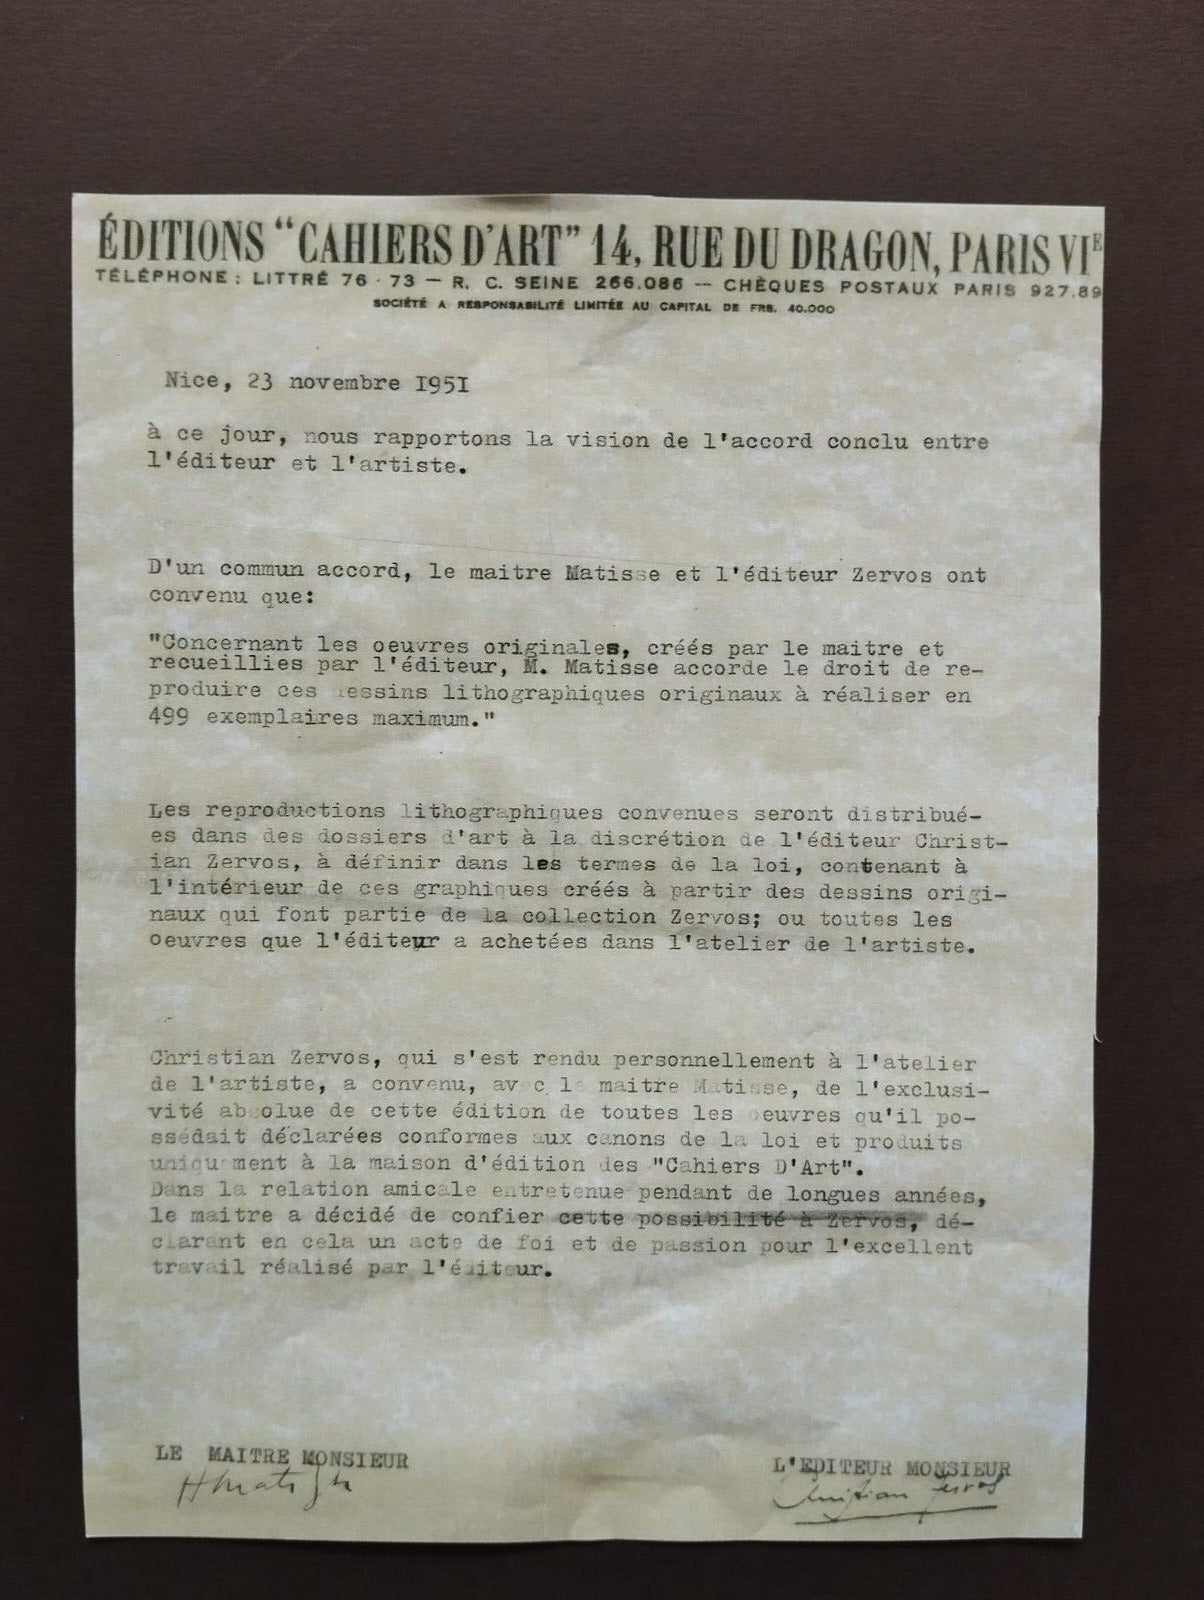 ÉDITIONS "CAHIERS D'ART" 14, RUE DU DRAGON, PARIS VIE
TÉLÉPHONE : LITTRÉ 76 · 73 — R. C. SEINE 266.086 — CHÈQUES POSTAUX PARIS 927.89
SOCIÉTÉ A RESPONSABILITÉ LIMITÉE AU CAPITAL DE FRS. 40.000
Nice, 23 novembre I95I
à ce jour, nous rapportons la vision de l'accord conclu entre
l'éditeur et l'artiste.
D'un commun accord, le maitre Matisse et l'éditeur Zervos ont
convenu que:
"Concernant les oeuvres originales, créés par le maitre et
recueillies par l'éditeur, M. Matisse accorde le droit de re-
produire ces dessins lithographiques originaux à réaliser en
499 exemplaires maximum."
Les reproductions lithographiques convenues seront distribué-
es dans des dossiers d'art à la discrétion de l'éditeur Christ-
ian Zervos, à définir dans les termes de la loi, contenant à
l'intérieur de ces graphiques créés à partir des dessins origi-
naux qui font partie de la collection Zervos; ou toutes les
oeuvres que l'éditeur a achetées dans l'atelier de l'artiste.
Christian Zervos, qui s'est rendu personnellement à l'atelier
de l'artiste, a convenu, avec le maitre Matisse, de l'exclusi-
vité absolue de cette édition de toutes les oeuvres qu'il po-
ssédait déclarées conformes aux canons de la loi et produits
uniquement à la maison d'édition des "Cahiers D'Art".
Dans la relation amicale entretenue pendant de longues années,
le maitre a décidé de confier cette possibilité à Zervos, dé-
clarant en cela un acte de foi et de passion pour l'excellent
travail réalisé par l'éditeur.
LE MAITRE MONSIEUR
L'EDITEUR MONSIEUR
H Matisse
Christian Zervos